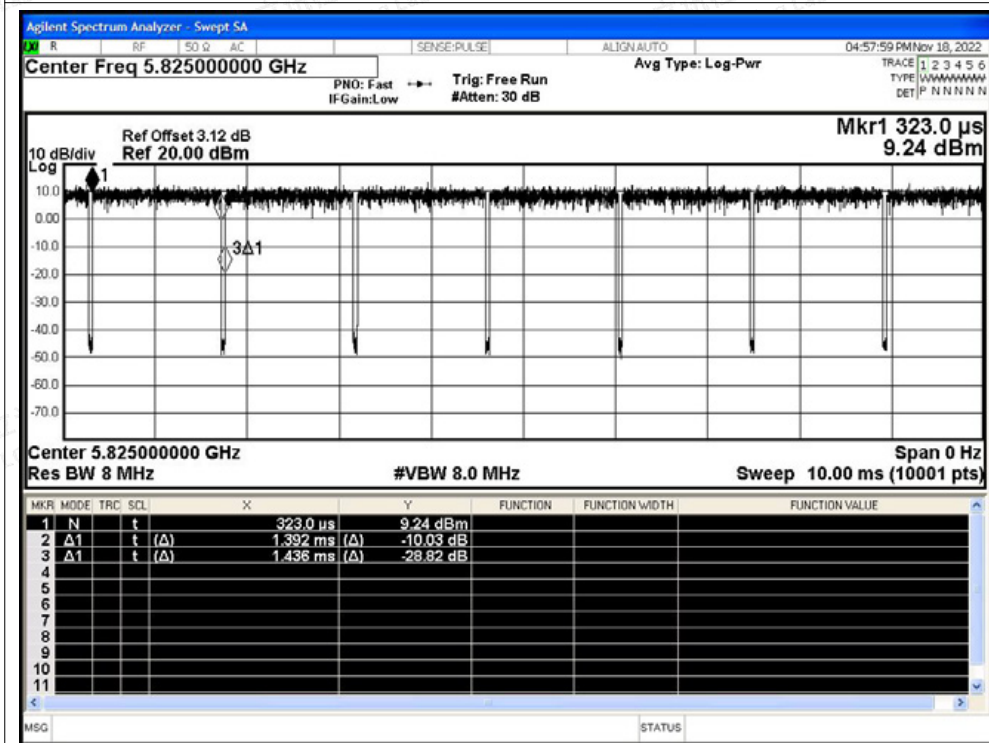 Agilent Spectrum Analyzer - Swept SA
LXI R RF 50 Ω AC SENSE:PULSE ALIGN AUTO 04:57:59 PM Nov 18, 2022
Center Freq 5.825000000 GHz Avg Type: Log-Pwr TRACE 1 2 3 4 5 6
PNO: Fast Trig: Free Run TYPE WWWWWWW
IFGain:Low #Atten: 30 dB DET P N N N N N
Mkr1 323.0 µs
Ref Offset 3.12 dB
10 dB/div Ref 20.00 dBm 9.24 dBm
Log
1
10.0
0.00
3Δ1
-10.0
-20.0
-30.0
-40.0
-50.0
-60.0
-70.0
Center 5.825000000 GHz Span 0 Hz
Res BW 8 MHz #VBW 8.0 MHz Sweep 10.00 ms (10001 pts)
MKR MODE TRC SCL X Y FUNCTION FUNCTION WIDTH FUNCTION VALUE
1 N t 323.0 µs 9.24 dBm
2 Δ1 t (Δ) 1.392 ms (Δ) -10.03 dB
3 Δ1 t (Δ) 1.436 ms (Δ) -28.82 dB
4
5
6
7
8
9
10
11
MSG STATUS